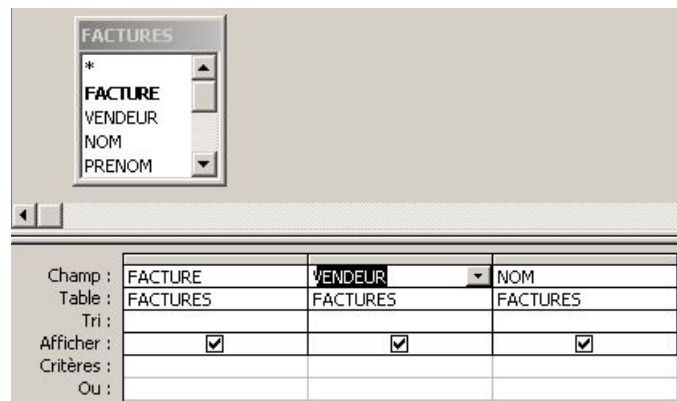 FACTURES
*
FACTURE
VENDEUR
NOM
PRENOM
Champ : FACTURE VENDEUR NOM
Table : FACTURES FACTURES FACTURES
Tri :
Afficher :
Critères :
Ou :